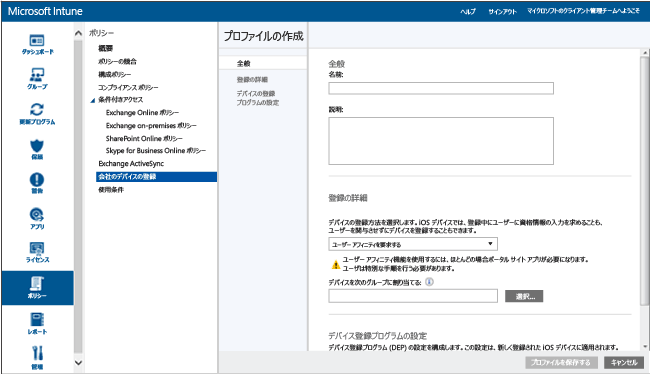 Microsoft Intune
ヘルプ
サインアウト
マイクロソフトのクライアント管理チームへようこそ
ダッシュボード
グループ
更新プログラム
保護
警告
アプリ
ライセンス
ポリシー
レポート
管理
ポリシー
概要
ポリシーの競合
構成ポリシー
コンプライアンス ポリシー
条件付きアクセス
Exchange Online ポリシー
Exchange on-premises ポリシー
SharePoint Online ポリシー
Skype for Business Online ポリシー
Exchange ActiveSync
会社のデバイスの登録
使用条件
プロファイルの作成
全般
登録の詳細
デバイスの登録
プログラムの設定
全般
名前:
説明:
登録の詳細
デバイスの登録方法を選択します。iOS デバイスでは、登録中にユーザーに資格情報の入力を求めることも、
ユーザーを関与させずにデバイスを登録することもできます。
ユーザー アフィニティを要求する
ユーザー アフィニティ機能を使用するには、ほとんどの場合ポータル サイト アプリが必要になります。
ユーザは特別な手順を行う必要があります。
デバイスを次のグループに割り当てる:
選択...
デバイス登録プログラムの設定
デバイス登録プログラム (DEP) の設定を構成します。この設定は、新しく登録された iOS デバイスに適用されます。
プロファイルを保存する
キャンセル